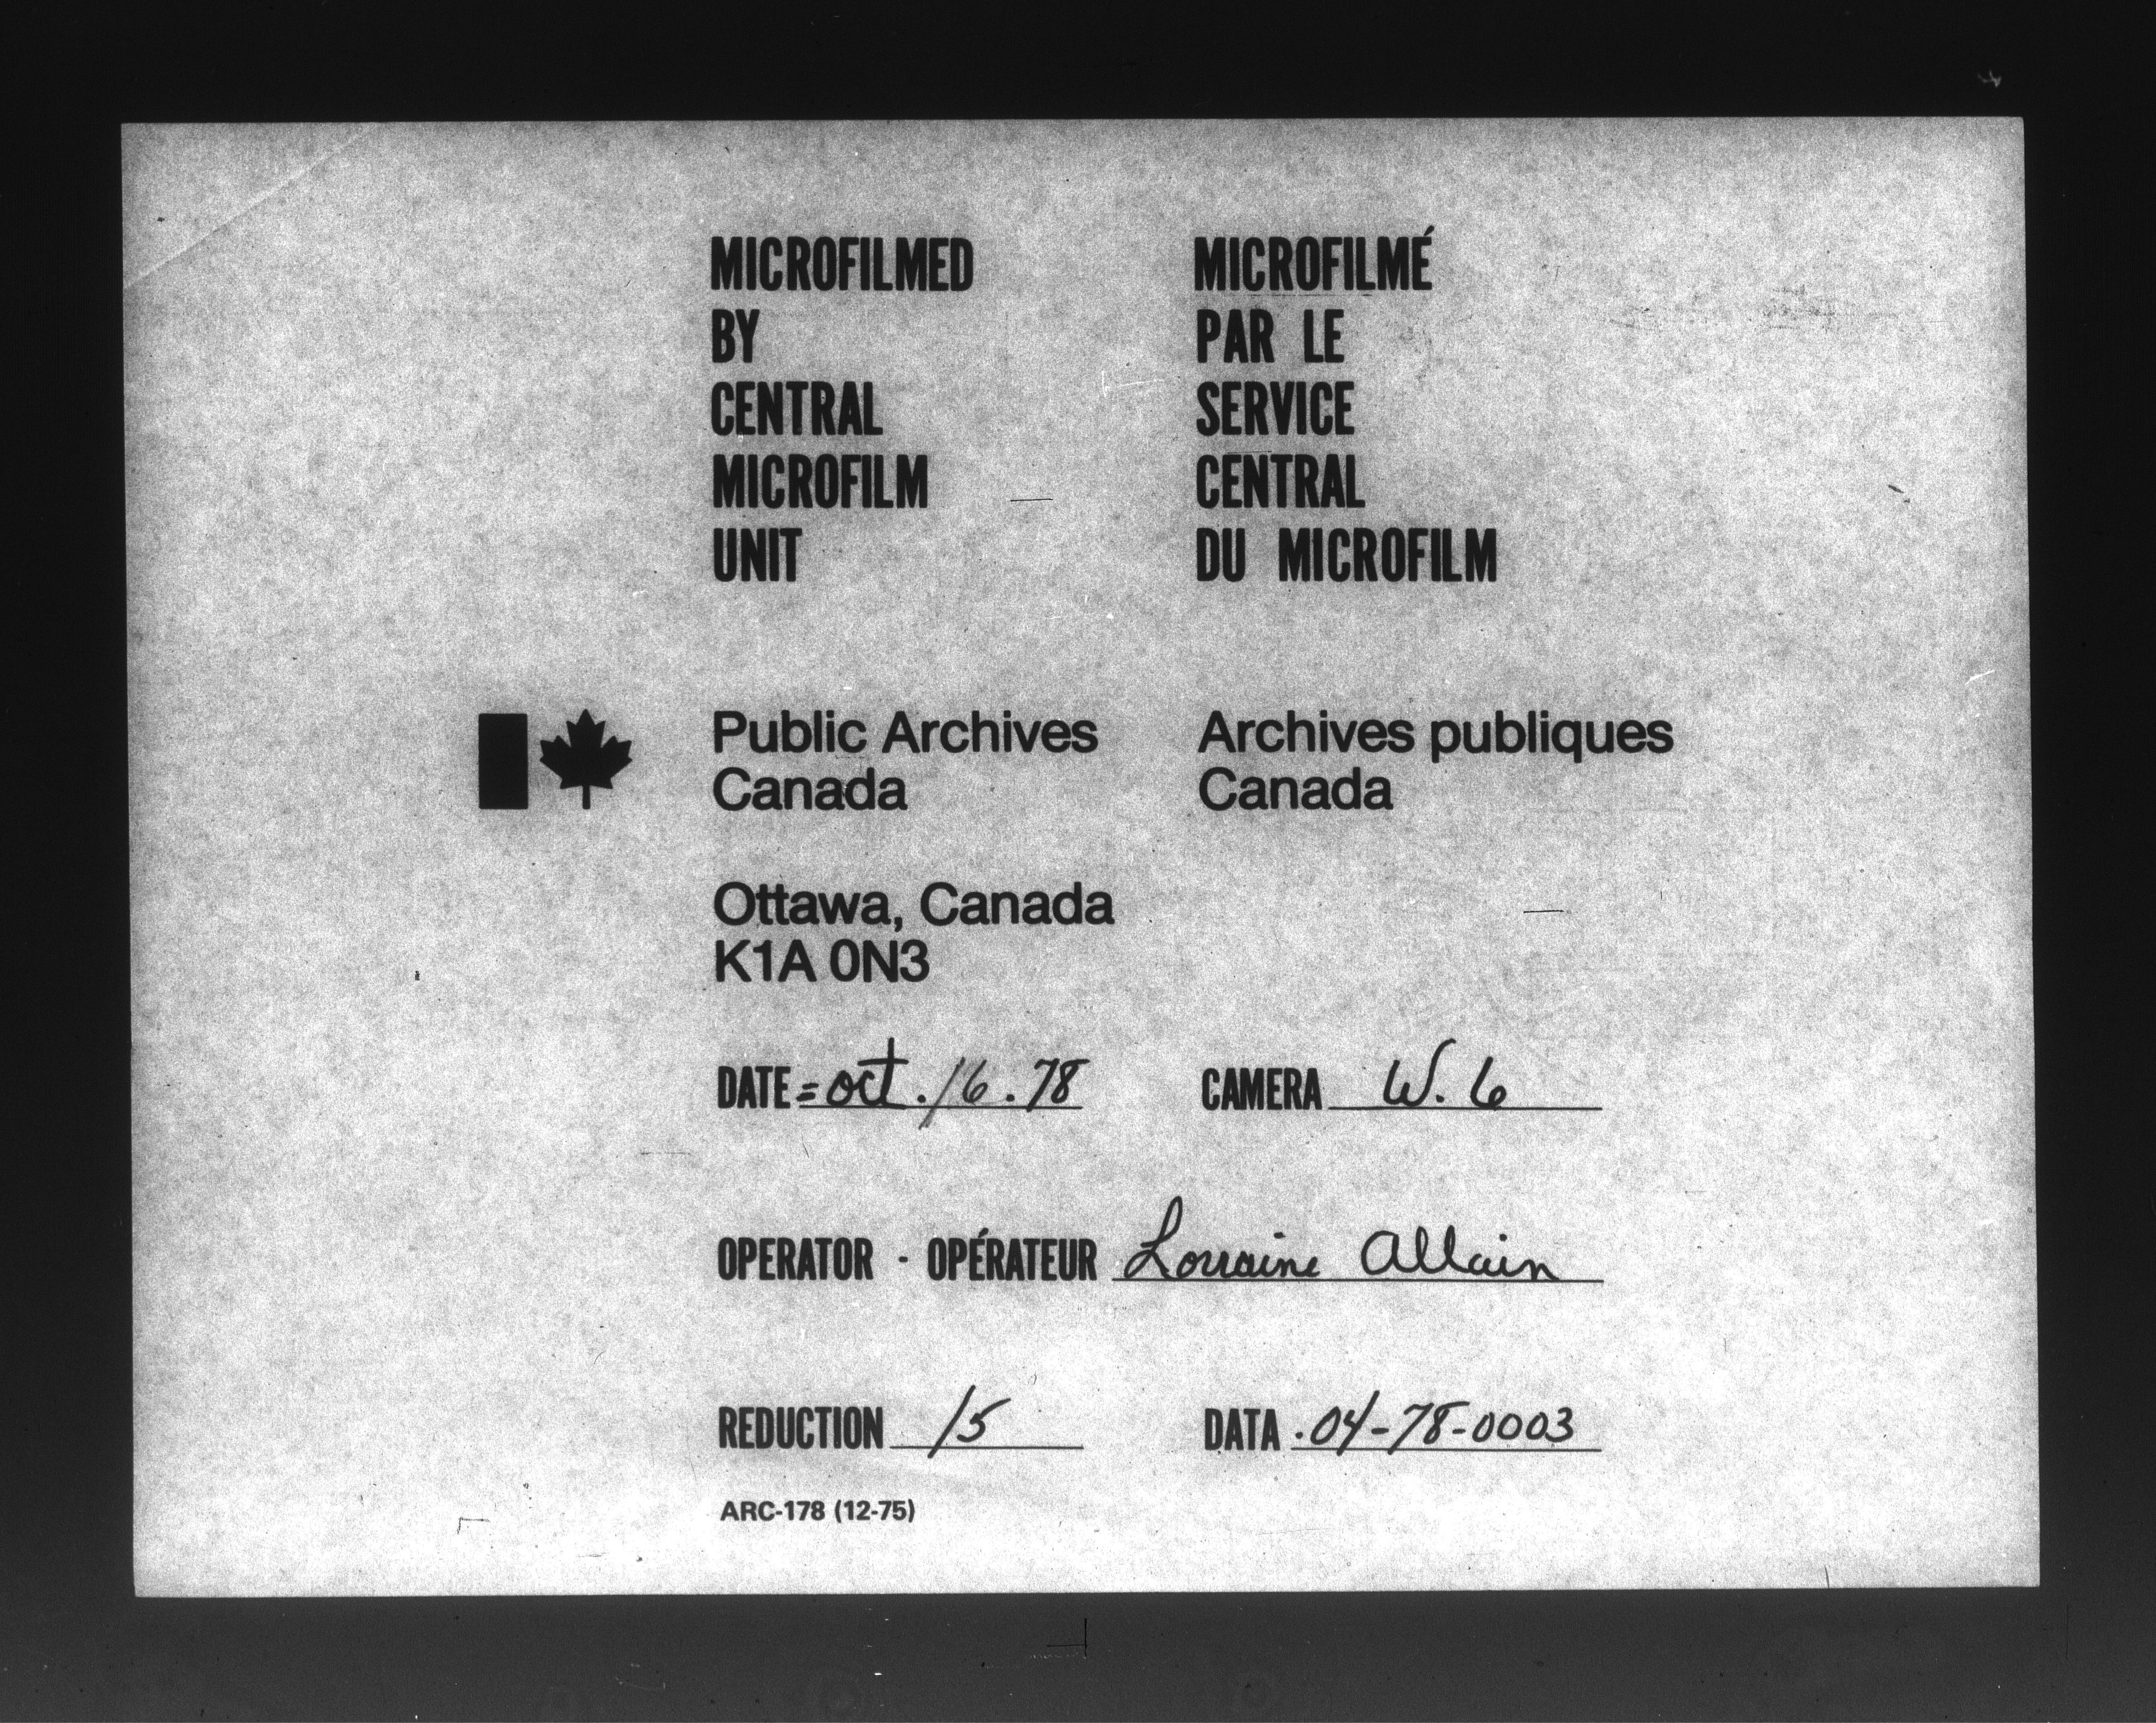 MICROFILMED
BY
CENTRAL
MICROFILM
UNIT
MICROFILMÉ
PAR LE
SERVICE
CENTRAL
DU MICROFILM
Public Archives
Canada
Archives publiques
Canada
Ottawa, Canada
K1A 0N3
DATE = oct. 16. 78
CAMERA W. 6
OPERATOR - OPÉRATEUR Lorraine Allain
REDUCTION 15
DATA .04-78-0003
ARC-178 (12-75)